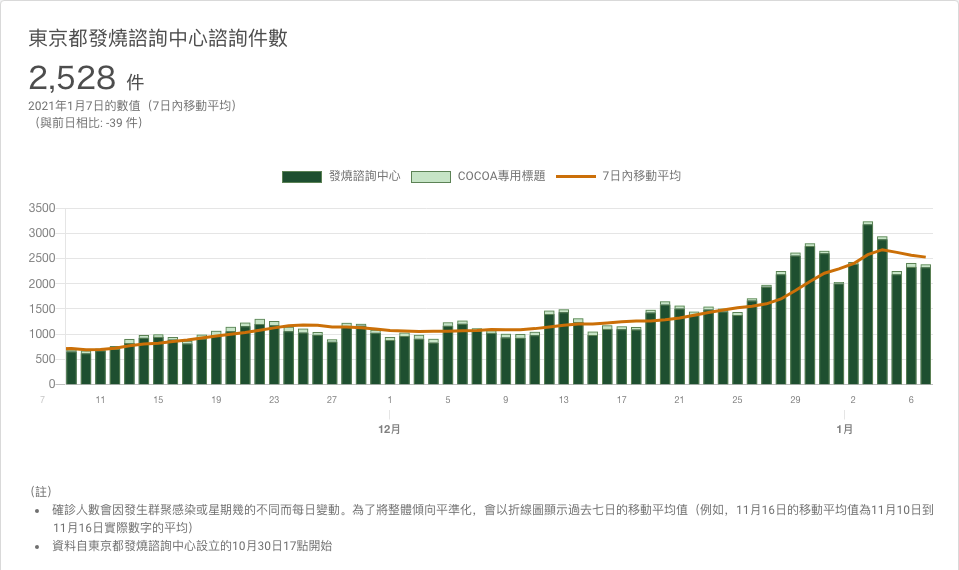 東京都發燒諮詢中心諮詢件數
2,528 件
2021年1月7日的數值（7日內移動平均）
（與前日相比: -39 件）
發燒諮詢中心 COCOA專用標題 7日內移動平均
3500
3000
2500
2000
1500
1000
500
0
7 11 15 19 23 27 1 5 9 13 17 21 25 29 2 6
12月 1月
（註）
確診人數會因發生群聚感染或星期幾的不同而每日變動。為了將整體傾向平準化，會以折線圖顯示過去七日的移動平均值（例如，11月16日的移動平均值為11月10日到
11月16日實際數字的平均）
資料自東京都發燒諮詢中心設立的10月30日17點開始